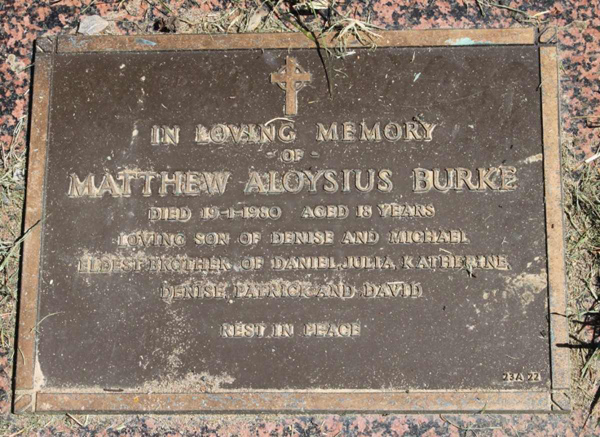 IN LOVING MEMORY
- OF -
MATTHEW ALOYSIUS BURKE
DIED 19-1-1980 AGED 18 YEARS
LOVING SON OF DENISE AND MICHAEL
ELDEST BROTHER OF DANIEL, JULIA, KATHERINE,
DENISE, PATRICK AND DAVID
REST IN PEACE
23A 22